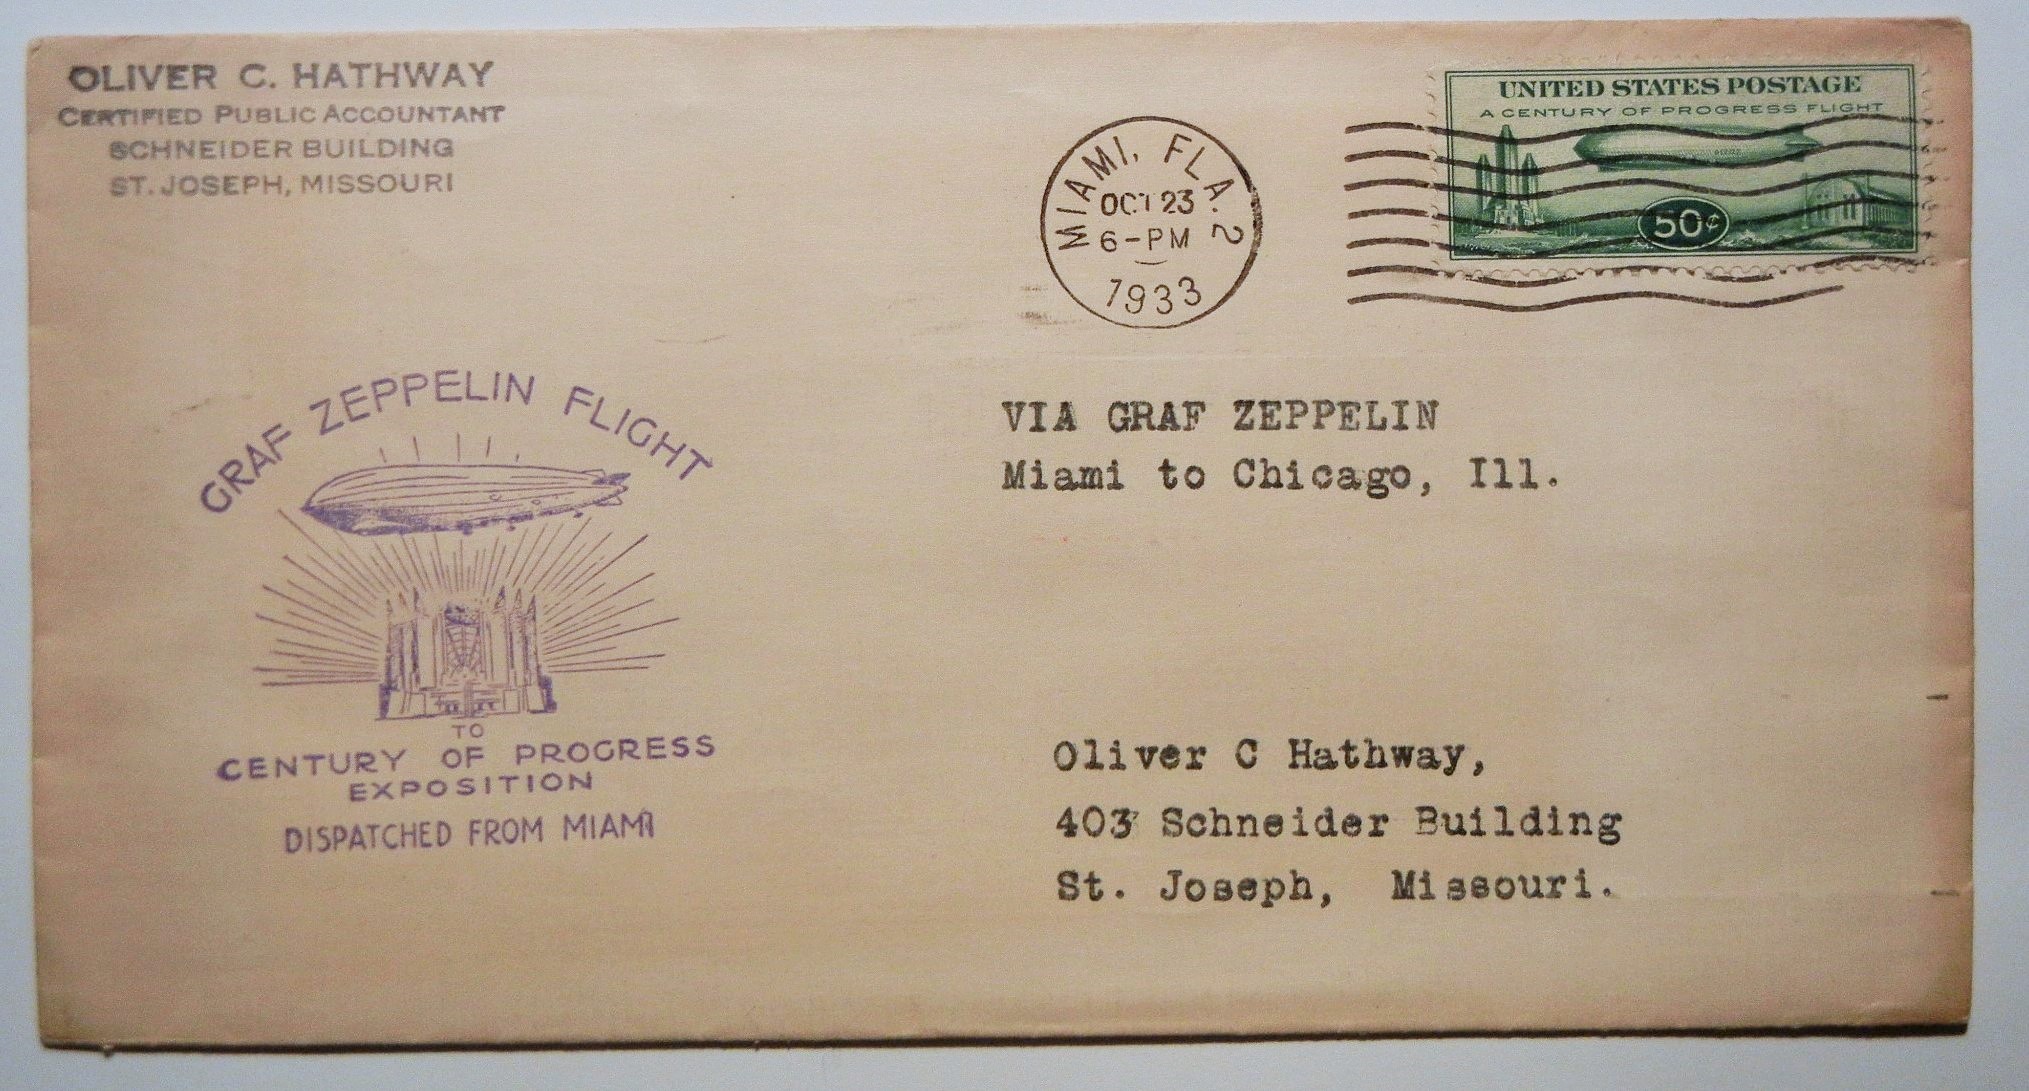 OLIVER C. HATHWAY
CERTIFIED PUBLIC ACCOUNTANT
SCHNEIDER BUILDING
ST. JOSEPH, MISSOURI
MIAMI, FLA. 2
OCT 23
6-PM
1933
UNITED STATES POSTAGE
A CENTURY OF PROGRESS FLIGHT
50¢
GRAF ZEPPELIN FLIGHT
TO
CENTURY OF PROGRESS
EXPOSITION
DISPATCHED FROM MIAMI
VIA GRAF ZEPPELIN
Miami to Chicago, Ill.
Oliver C Hathway,
403 Schneider Building
St. Joseph, Missouri.